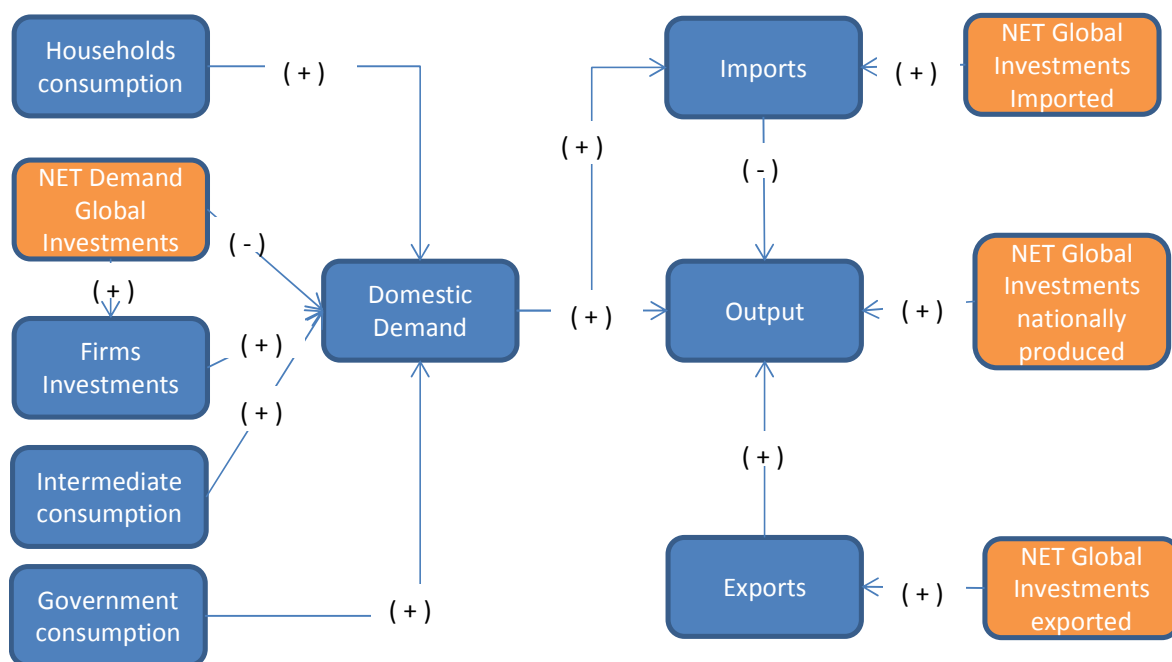 Households
consumption
( + )
NET Demand
Global
Investments
( - )
( + )
Firms
Investments
( + )
( + )
Intermediate
consumption
Government
consumption
( + )
Domestic
Demand
( + )
( + )
Imports
( + )
NET Global
Investments
Imported
( - )
Output
( + )
NET Global
Investments
nationally
produced
( + )
Exports
( + )
NET Global
Investments
exported